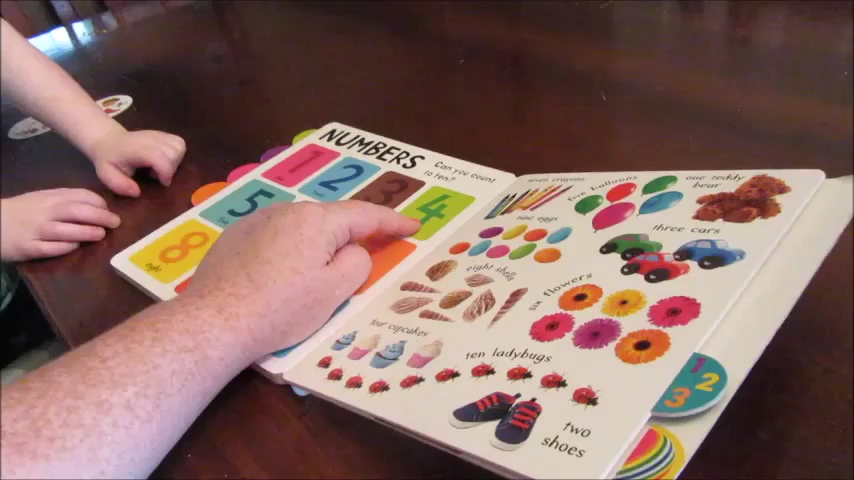 NUMBERS
Can you count
to ten?
1
2
3
4
5
8
eight
seven crayons
five balloons
one teddy
bear
nine eggs
three cars
eight shells
six flowers
four cupcakes
ten ladybugs
two
shoes
1
2
3